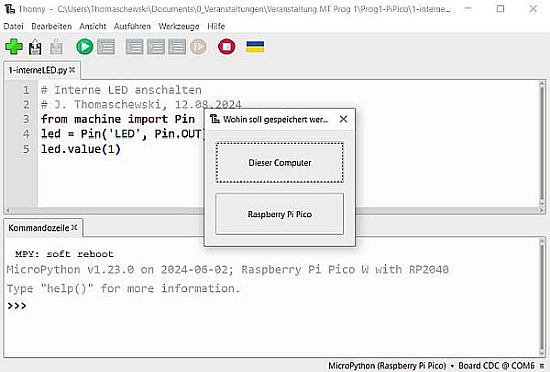 Thonny - C:\Users\Thomaschewski\Documents\0_Veranstaltungen\Veranstaltung MT Prog 1\Prog1-PiPico\1-interne...
Datei Bearbeiten Ansicht Ausführen Werkzeuge Hilfe
1-interneLED.py
1 # Interne LED anschalten
2 # J. Thomaschewski, 12.08.2024
3 from machine import Pin
4 led = Pin('LED', Pin.OUT)
5 led.value(1)
Wohin soll gespeichert wer...
Dieser Computer
Raspberry Pi Pico
Kommandozeile
MPY: soft reboot
MicroPython v1.23.0 on 2024-06-02; Raspberry Pi Pico W with RP2040
Type "help()" for more information.
>>>
MicroPython (Raspberry Pi Pico) • Board CDC @ COM6